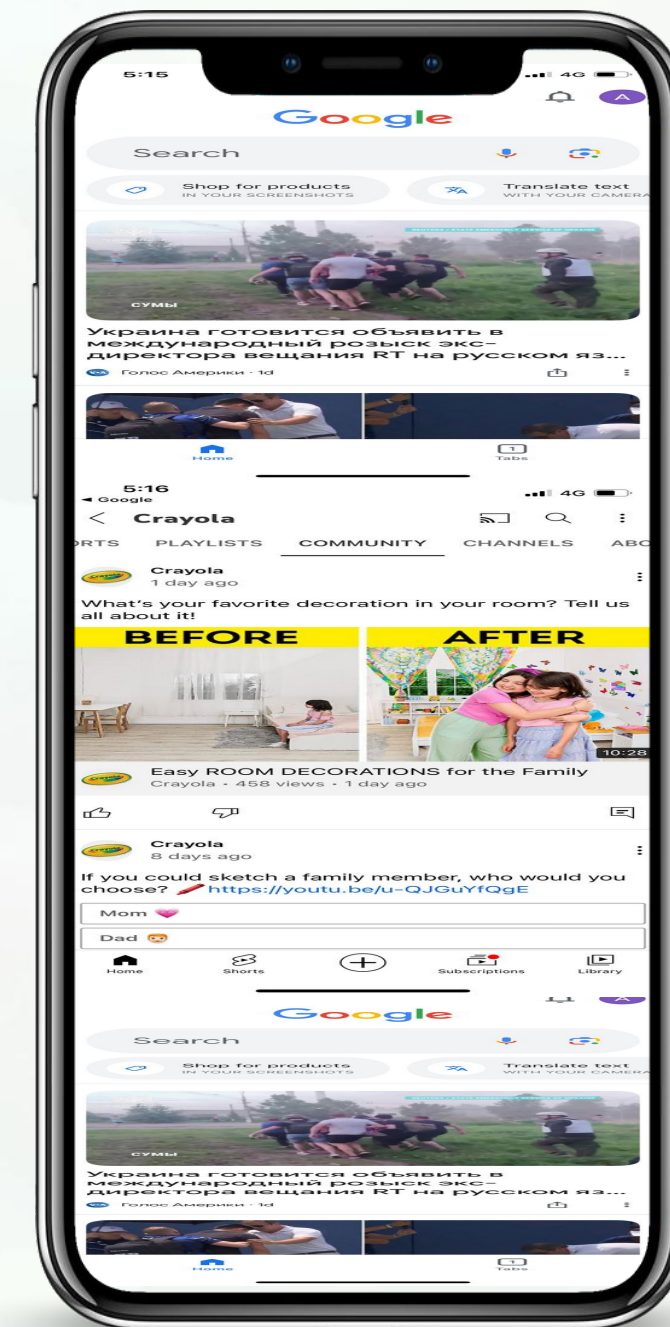 5:15
4G
A
Google
Search
Shop for products
IN YOUR SCREENSHOTS
Translate text
WITH YOUR CAMERA
СУМЫ
Украина готовится объявить в
международный розыск экс-
директора вещания RT на русском яз...
Голос Америки · 1d
Home
1
Tabs
5:16
4G
◄ Google
Crayola
ORTS PLAYLISTS COMMUNITY CHANNELS ABO
Crayola
1 day ago
What's your favorite decoration in your room? Tell us
all about it!
BEFORE
AFTER
10:28
Easy ROOM DECORATIONS for the Family
Crayola · 458 views · 1 day ago
Crayola
8 days ago
If you could sketch a family member, who would you
choose? 🖍️ https://youtu.be/u-QJGuYfQgE
Mom 💗
Dad 🧔
Home
Shorts
Subscriptions
Library
A
Google
Search
Shop for products
IN YOUR SCREENSHOTS
Translate text
WITH YOUR CAMERA
СУМЫ
Украина готовится объявить в
международный розыск экс-
директора вещания RT на русском яз...
Голос Америки · 1d
Home
1
Tabs